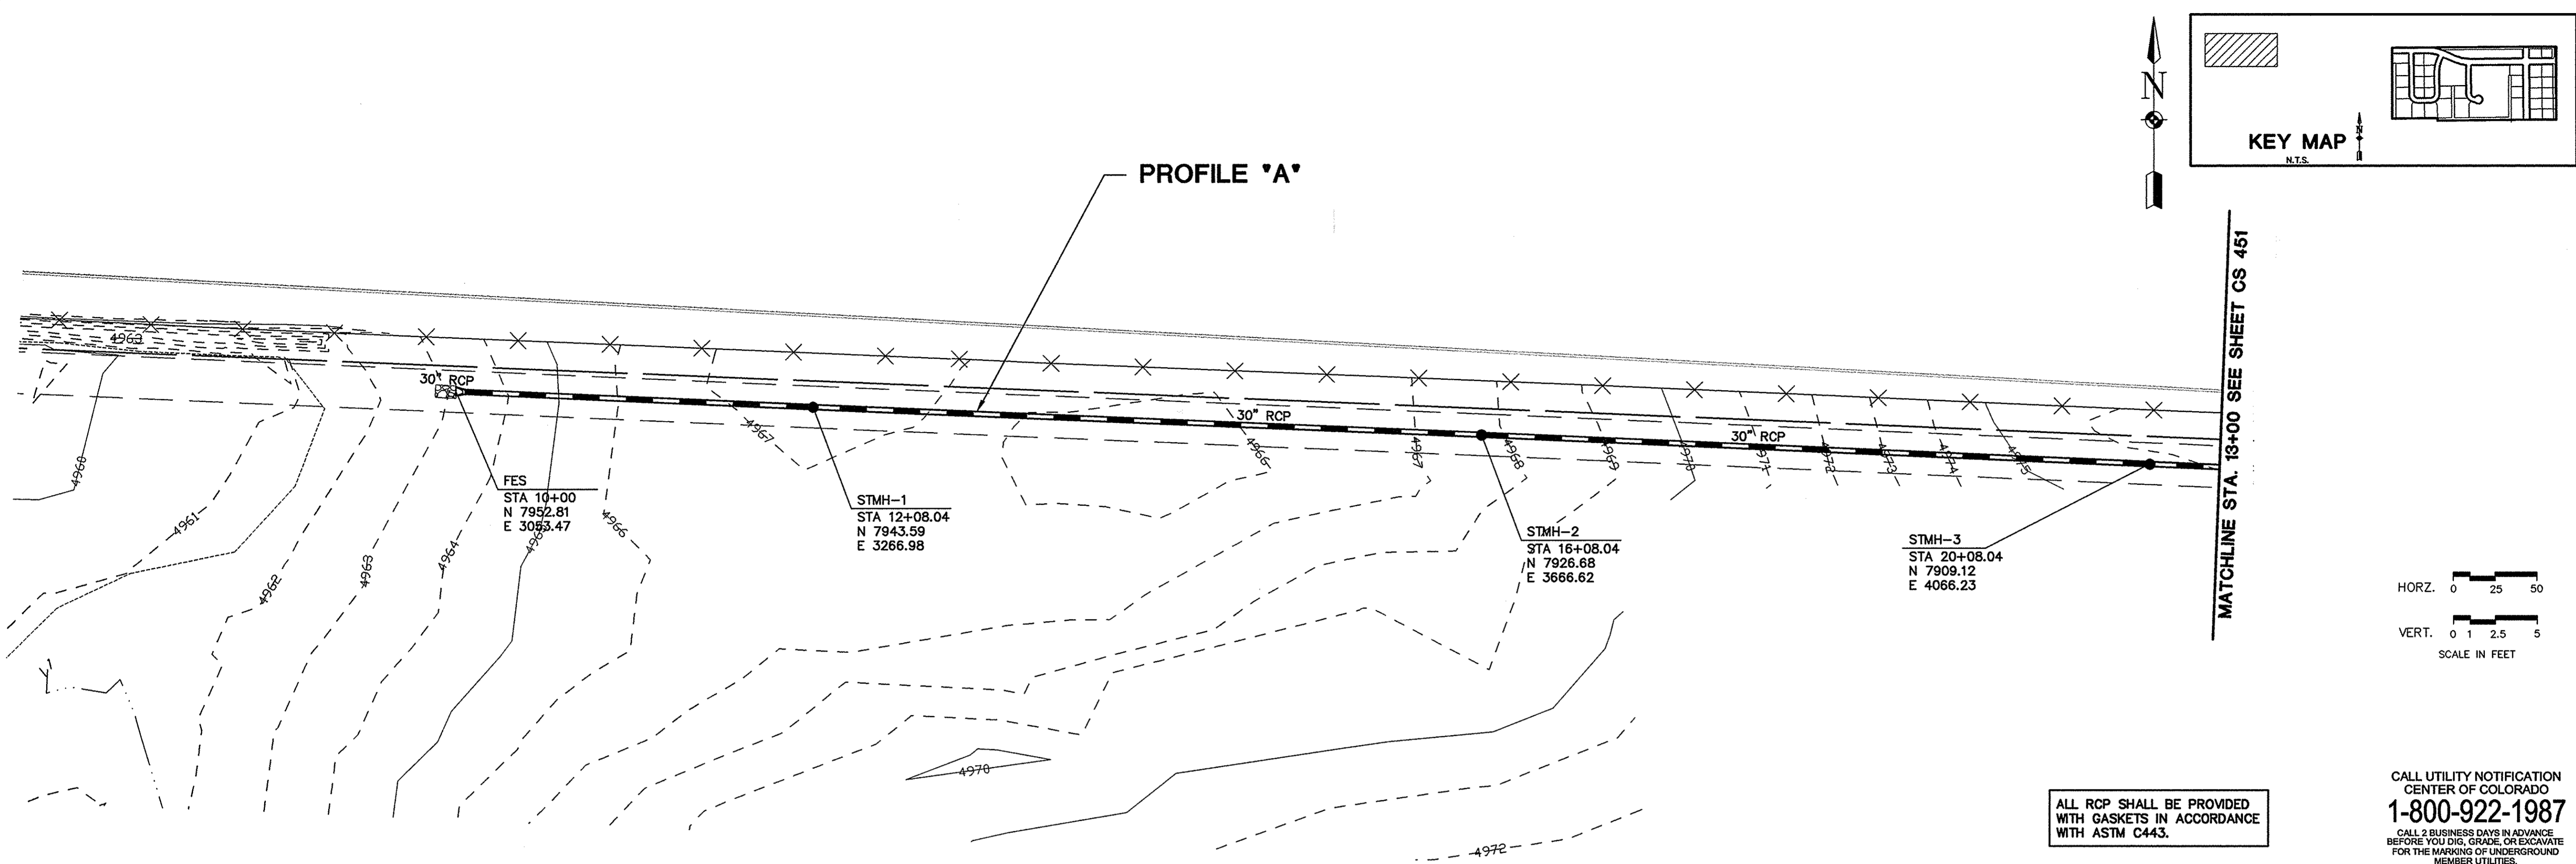 N
KEY MAP
N.T.S.
N
PROFILE "A"
MATCHLINE STA. 13+00 SEE SHEET CS 451
4963
30" RCP
30" RCP
30" RCP
4960
4961
4962
4963
4964
4966
4967
4966
4967
4968
4969
4970
4971
4972
4973
4974
4975
FES
STA 10+00
N 7952.81
E 3053.47
STMH-1
STA 12+08.04
N 7943.59
E 3266.98
STMH-2
STA 16+08.04
N 7926.68
E 3666.62
STMH-3
STA 20+08.04
N 7909.12
E 4066.23
HORZ. 0 25 50
VERT. 0 1 2.5 5
SCALE IN FEET
4970
4972
ALL RCP SHALL BE PROVIDED
WITH GASKETS IN ACCORDANCE
WITH ASTM C443.
CALL UTILITY NOTIFICATION
CENTER OF COLORADO
1-800-922-1987
CALL 2 BUSINESS DAYS IN ADVANCE
BEFORE YOU DIG, GRADE, OR EXCAVATE
FOR THE MARKING OF UNDERGROUND
MEMBER UTILITIES.